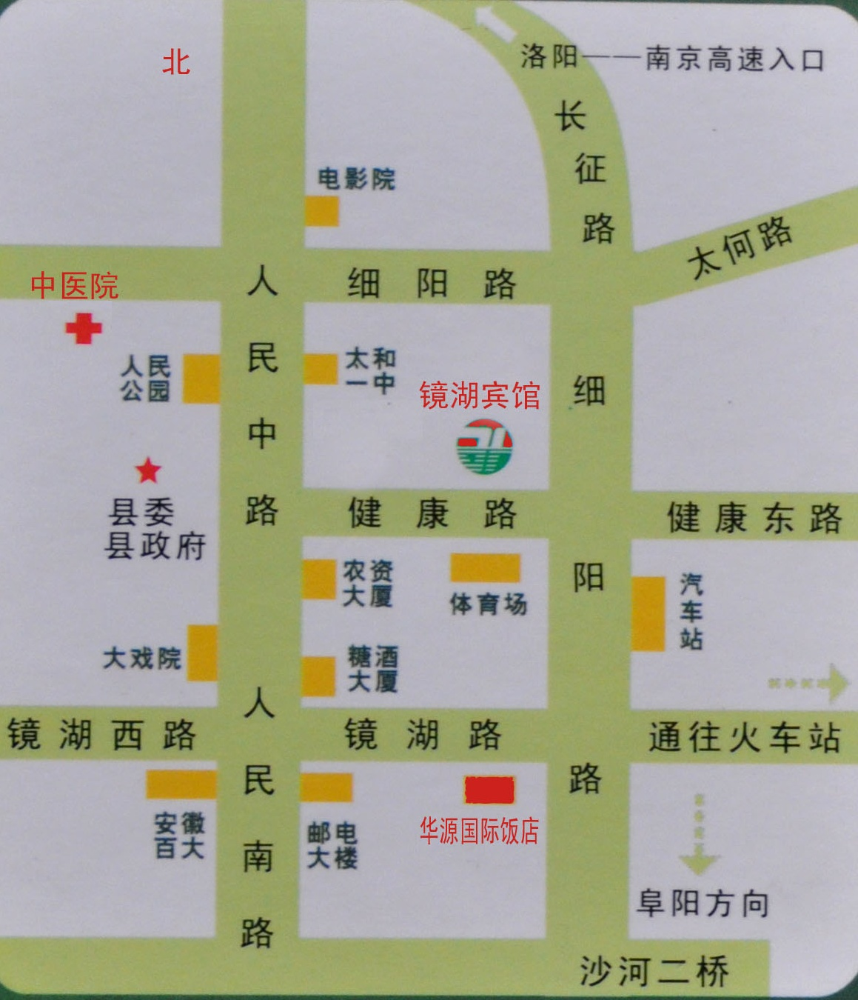 北
洛阳——南京高速入口
长征路
电影院
太何路
人民中路
细阳路
中医院
人民
公园
太和
一中
镜湖宾馆
细阳路
县委
县政府
健康路
健康东路
农资
大厦
体育场
汽车站
大戏院
糖酒
大厦
人民南路
镜湖西路
镜湖路
通往火车站
安徽
百大
邮电
大楼
华源国际饭店
阜阳方向
沙河二桥